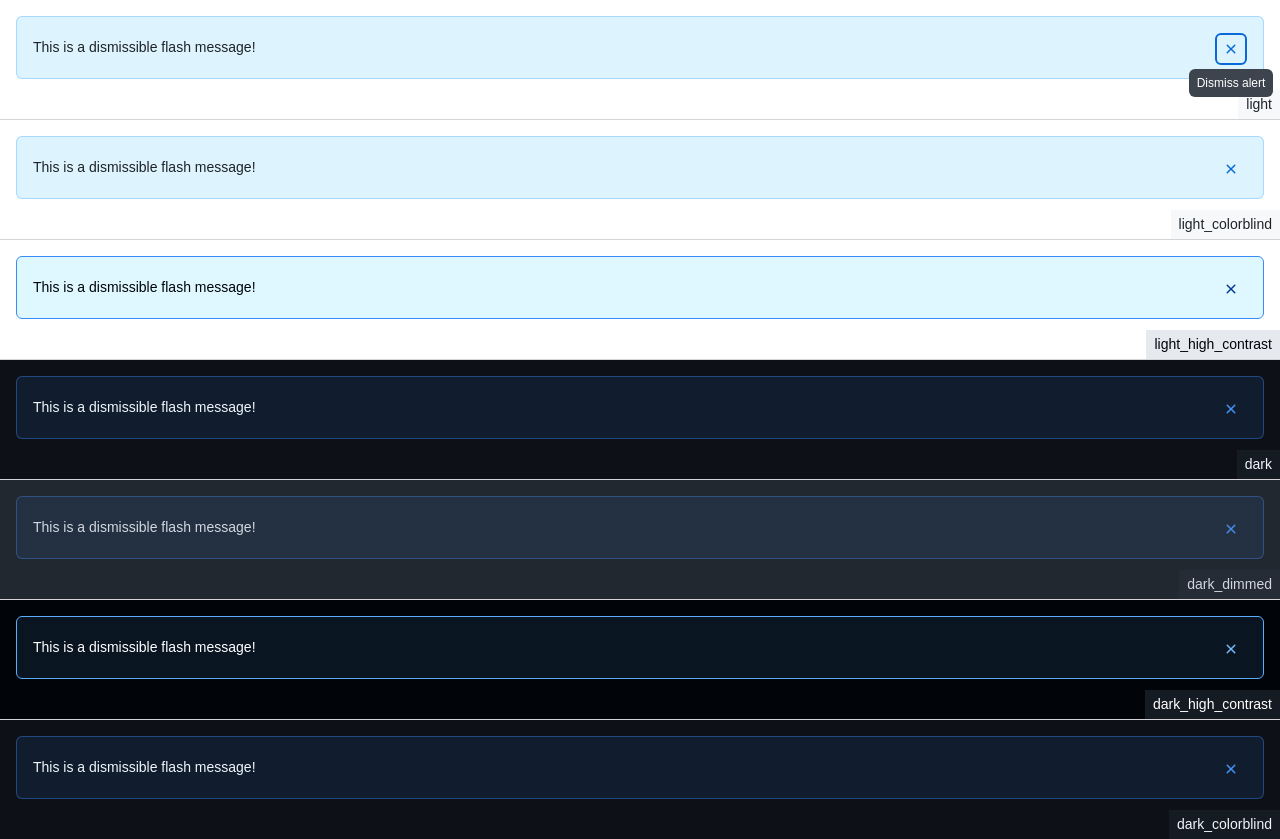 This is a dismissible flash message!
Dismiss alert
light
This is a dismissible flash message!
light_colorblind
This is a dismissible flash message!
light_high_contrast
This is a dismissible flash message!
dark
This is a dismissible flash message!
dark_dimmed
This is a dismissible flash message!
dark_high_contrast
This is a dismissible flash message!
dark_colorblind